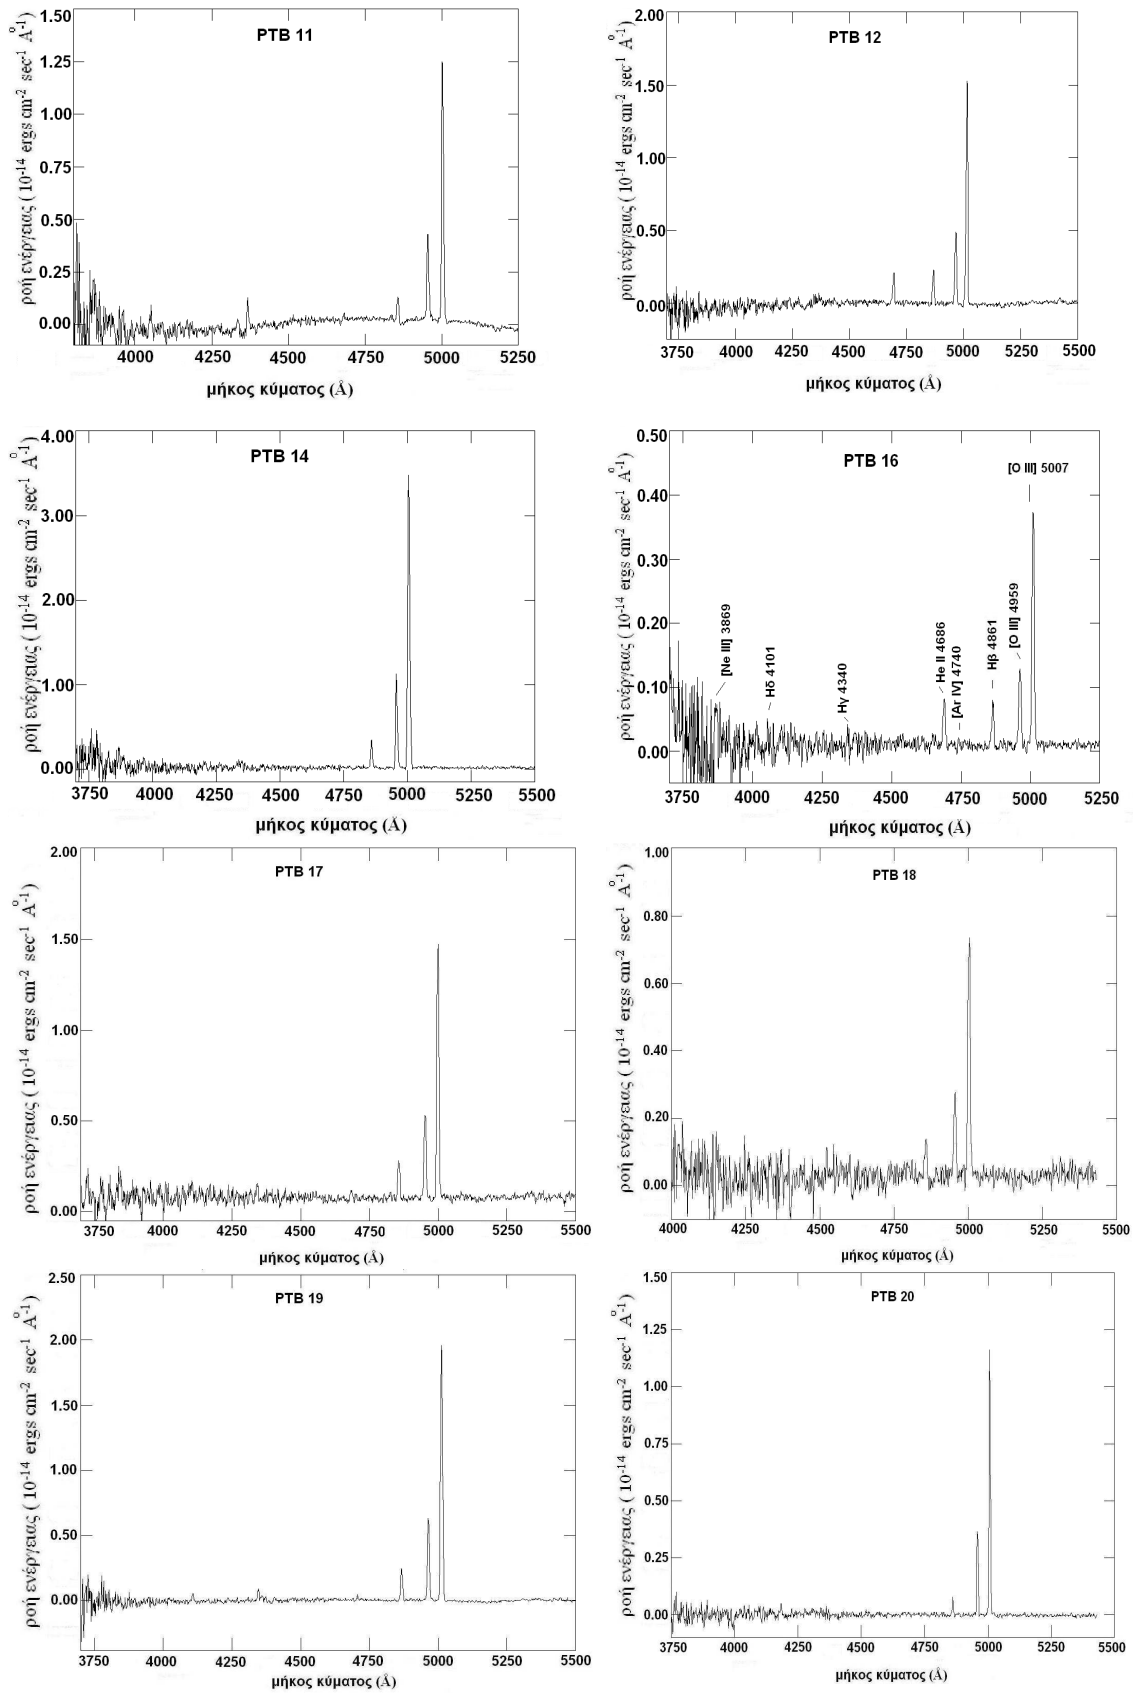 PTB 11
ροή ενέργειας ( 10⁻¹⁴ ergs cm⁻² sec⁻¹ Å⁻¹)
1.50
1.25
1.00
0.75
0.50
0.25
0.00
4000 4250 4500 4750 5000 5250
μήκος κύματος (Å)
PTB 12
ροή ενέργειας ( 10⁻¹⁴ ergs cm⁻² sec⁻¹ Å⁻¹)
2.00
1.50
1.00
0.50
0.00
3750 4000 4250 4500 4750 5000 5250 5500
μήκος κύματος (Å)
PTB 14
ροή ενέργειας ( 10⁻¹⁴ ergs cm⁻² sec⁻¹ Å⁻¹)
4.00
3.00
2.00
1.00
0.00
3750 4000 4250 4500 4750 5000 5250 5500
μήκος κύματος (Å)
PTB 16
ροή ενέργειας ( 10⁻¹⁴ ergs cm⁻² sec⁻¹ Å⁻¹)
0.50
0.40
0.30
0.20
0.10
0.00
[Ne III] 3869
Hδ 4101
Hγ 4340
He II 4686
[Ar IV] 4740
Hβ 4861
[O III] 4959
[O III] 5007
3750 4000 4250 4500 4750 5000 5250
μήκος κύματος (Å)
PTB 17
ροή ενέργειας ( 10⁻¹⁴ ergs cm⁻² sec⁻¹ Å⁻¹)
2.00
1.50
1.00
0.50
0.00
3750 4000 4250 4500 4750 5000 5250 5500
μήκος κύματος (Å)
PTB 18
ροή ενέργειας ( 10⁻¹⁴ ergs cm⁻² sec⁻¹ Å⁻¹)
1.00
0.80
0.60
0.40
0.20
0.00
4000 4250 4500 4750 5000 5250 5500
μήκος κύματος (Å)
PTB 19
ροή ενέργειας ( 10⁻¹⁴ ergs cm⁻² sec⁻¹ Å⁻¹)
2.50
2.00
1.50
1.00
0.50
0.00
3750 4000 4250 4500 4750 5000 5250 5500
μήκος κύματος (Å)
PTB 20
ροή ενέργειας ( 10⁻¹⁴ ergs cm⁻² sec⁻¹ Å⁻¹)
1.50
1.25
1.00
0.75
0.50
0.25
0.00
3750 4000 4250 4500 4750 5000 5250 5500
μήκος κύματος (Å)